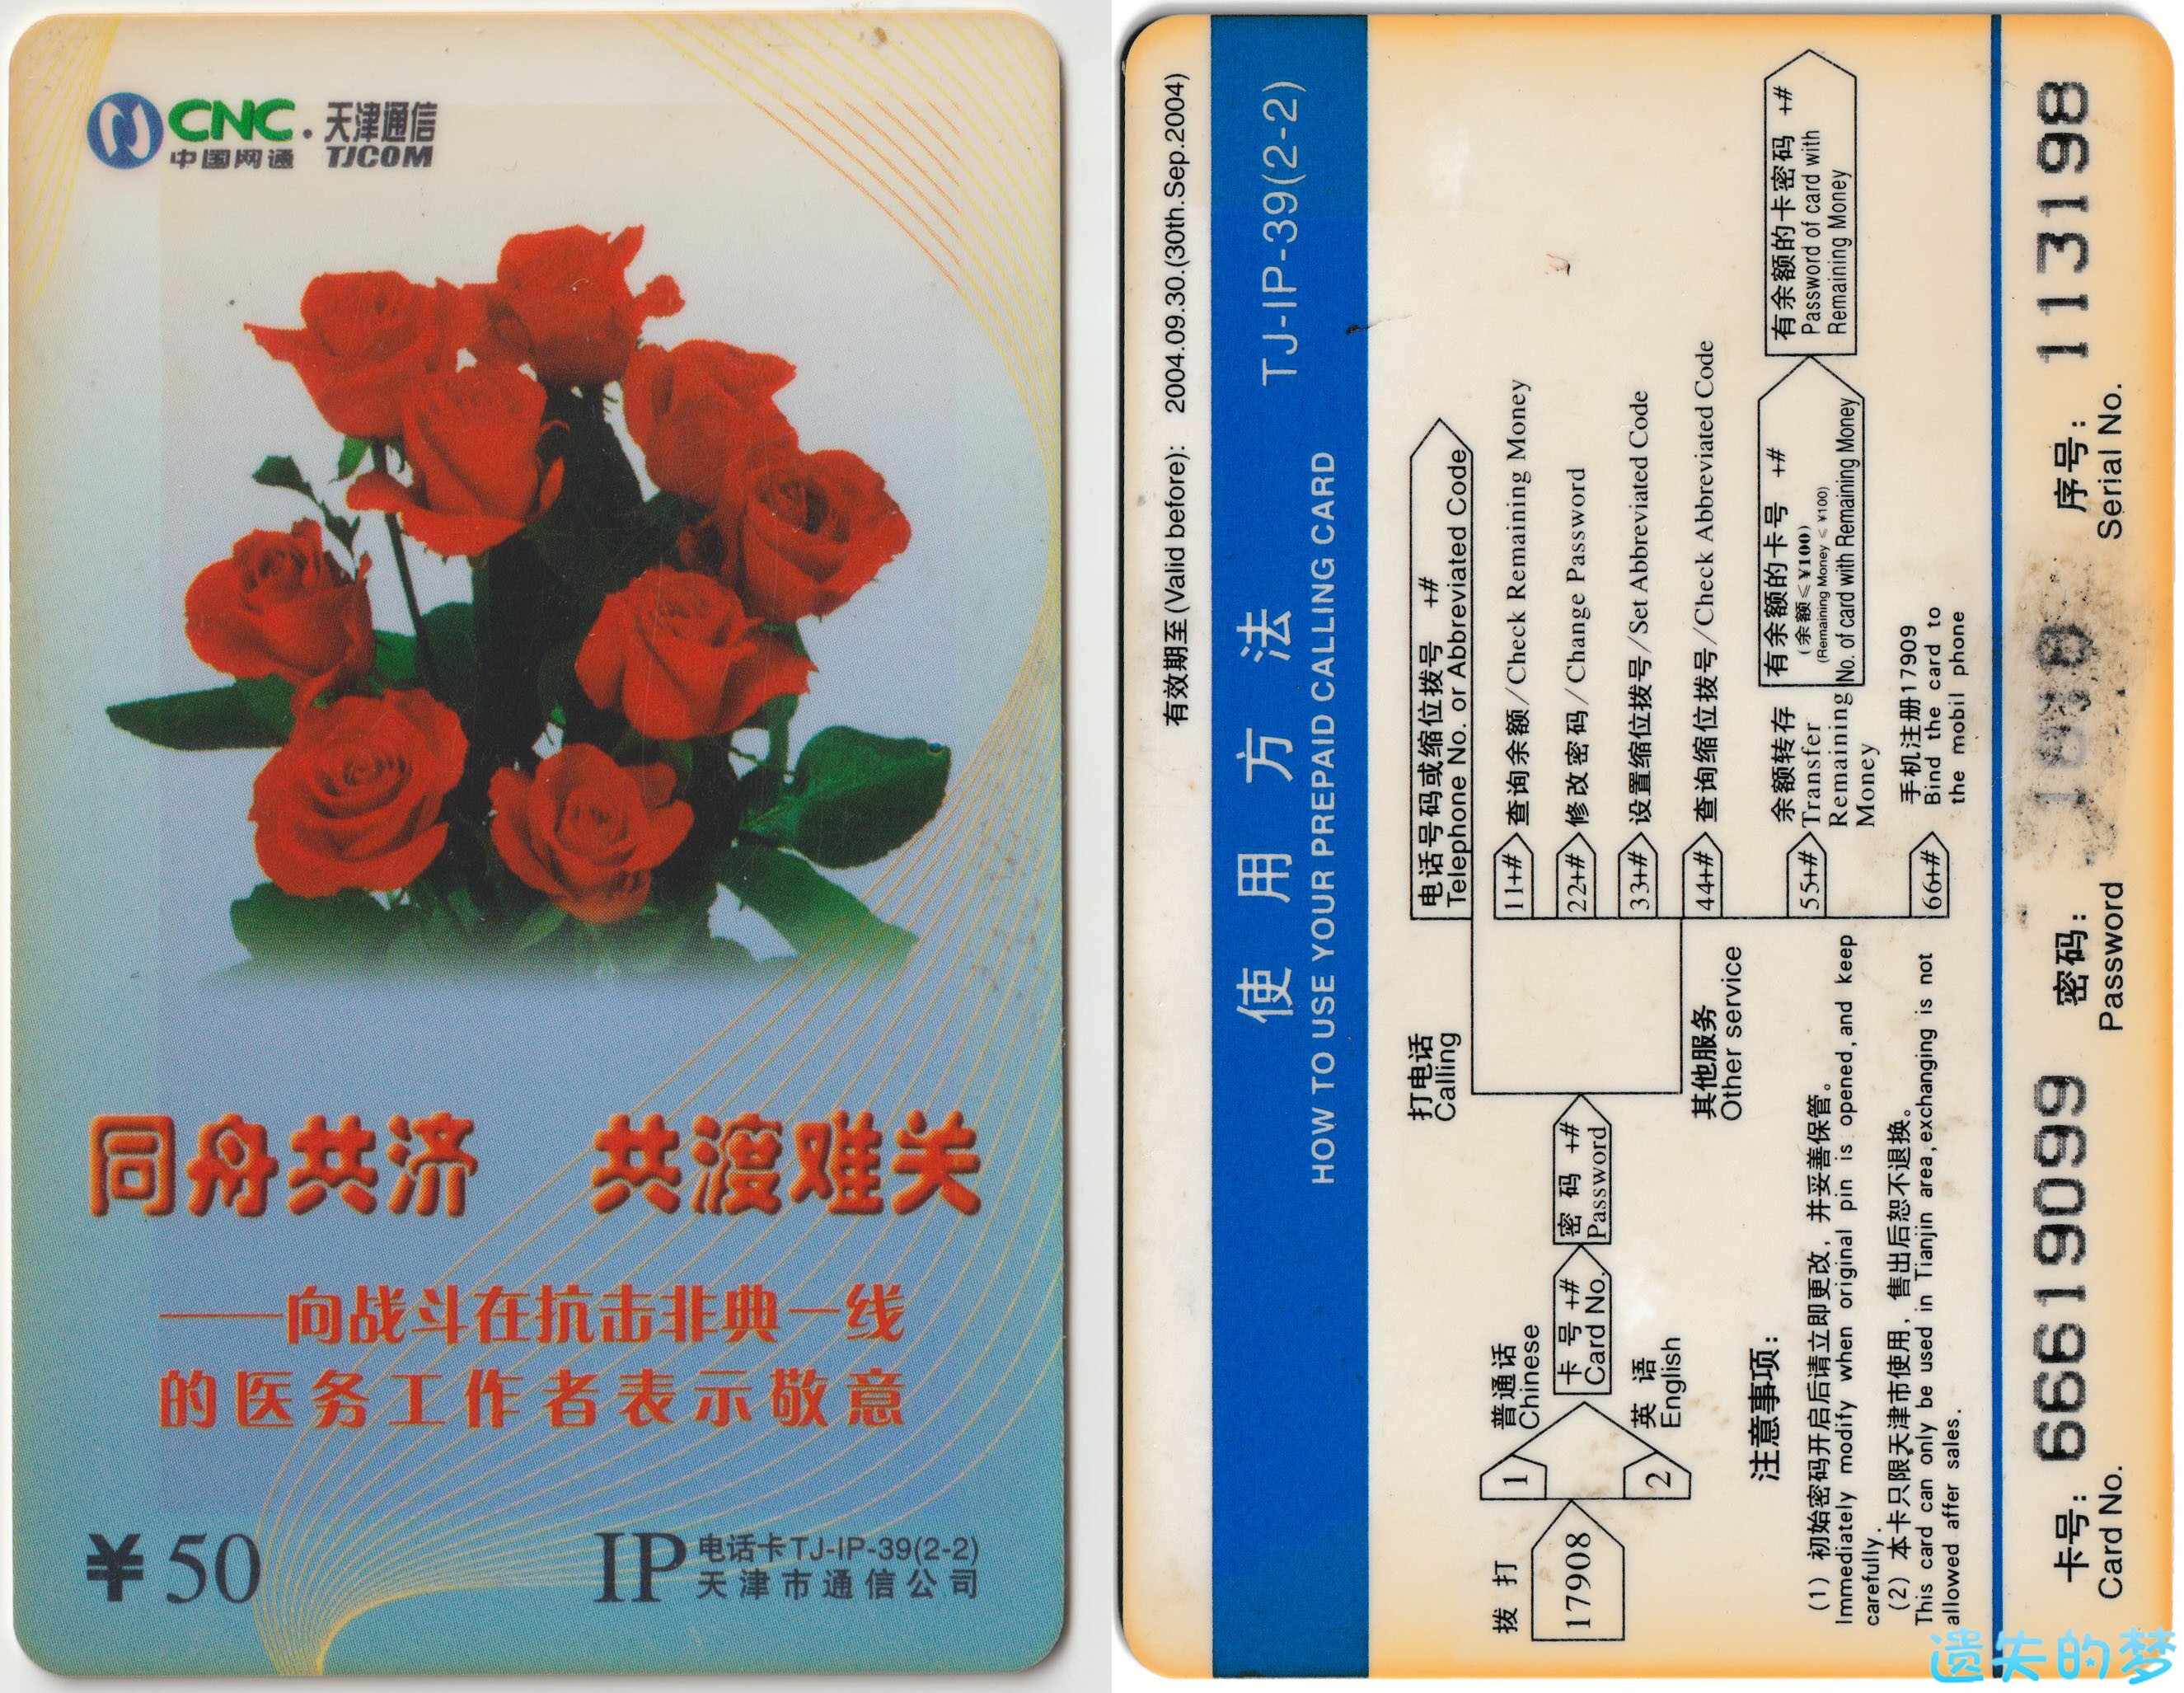 CNC · 天津通信
中国网通 TJCOM
同舟共济 共渡难关
——向战斗在抗击非典一线
的医务工作者表示敬意
¥50
IP 电话卡TJ-IP-39(2-2)
天津市通信公司
有效期至(Valid before): 2004.09.30.(30th.Sep.2004)
使用方法 TJ-IP-39(2-2)
HOW TO USE YOUR PREPAID CALLING CARD
拨打
17908
1
普通话
Chinese
2
英语
English
卡号+#
Card No.
密码+#
Password
打电话
Calling
电话号码或缩位拨号 +#
Telephone No. or Abbreviated Code
其他服务
Other service
11+# 查询余额/Check Remaining Money
22+# 修改密码/Change Password
33+# 设置缩位拨号/Set Abbreviated Code
44+# 查询缩位拨号/Check Abbreviated Code
55+# 余额转存
Transfer
Remaining
Money
有余额的卡号 +#
(余额≤¥100)
(Remaining Money≤¥100)
No. of card with Remaining Money
有余额的卡密码 +#
Password of card with
Remaining Money
66+# 手机注册17909
Bind the card to
the mobil phone
注意事项:
(1) 初始密码开启后请立即更改,并妥善保管。
Immediately modify when original pin is opened,and keep
carefully.
(2) 本卡只限天津市使用,售出后恕不退换。
This card can only be used in Tianjin area,exchanging is not
allowed affer sales.
卡号: 66619099 密码: 序号: 113198
Card No. Password Serial No.
遗失的梦